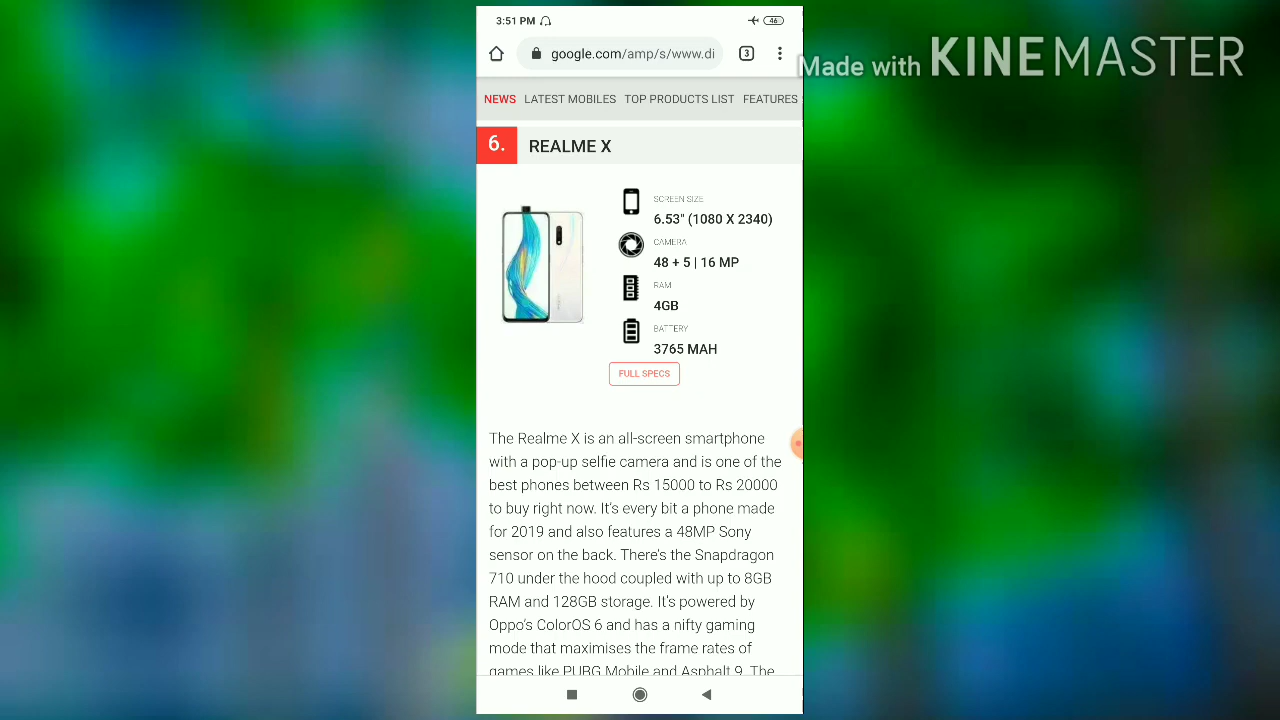 3:51 PM
46
google.com/amp/s/www.di
3
Made with KINEMASTER
NEWS LATEST MOBILES TOP PRODUCTS LIST FEATURES
6. REALME X
SCREEN SIZE
6.53" (1080 X 2340)
CAMERA
48 + 5 | 16 MP
RAM
4GB
BATTERY
3765 MAH
FULL SPECS
The Realme X is an all-screen smartphone
with a pop-up selfie camera and is one of the
best phones between Rs 15000 to Rs 20000
to buy right now. It's every bit a phone made
for 2019 and also features a 48MP Sony
sensor on the back. There's the Snapdragon
710 under the hood coupled with up to 8GB
RAM and 128GB storage. It's powered by
Oppo's ColorOS 6 and has a nifty gaming
mode that maximises the frame rates of
games like PUBG Mobile and Asphalt 9. The